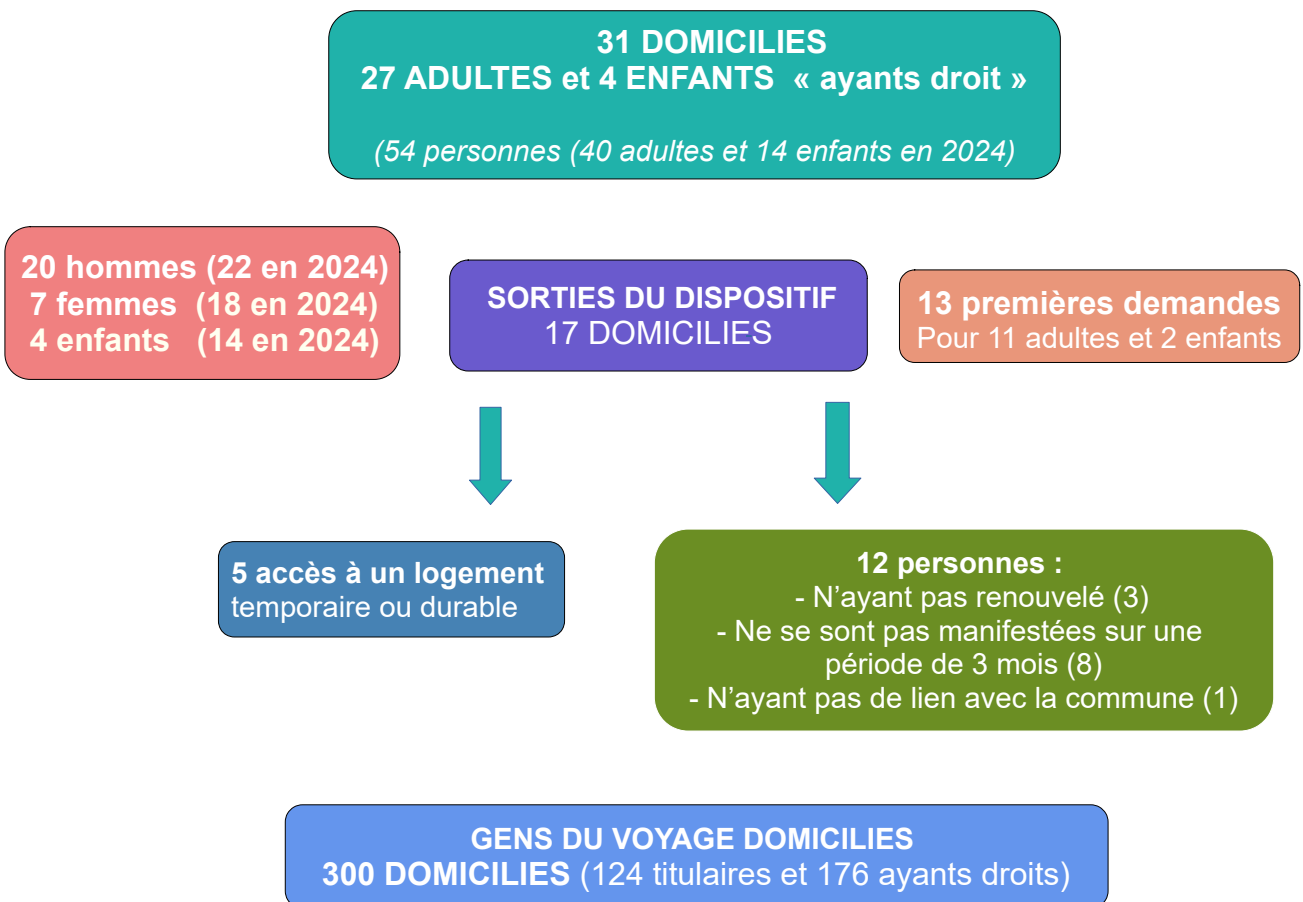 31 DOMICILIES
27 ADULTES et 4 ENFANTS « ayants droit »
(54 personnes (40 adultes et 14 enfants en 2024)
20 hommes (22 en 2024)
7 femmes (18 en 2024)
4 enfants (14 en 2024)
SORTIES DU DISPOSITIF
17 DOMICILIES
13 premières demandes
Pour 11 adultes et 2 enfants
5 accès à un logement
temporaire ou durable
12 personnes :
- N’ayant pas renouvelé (3)
- Ne se sont pas manifestées sur une
période de 3 mois (8)
- N’ayant pas de lien avec la commune (1)
GENS DU VOYAGE DOMICILIES
300 DOMICILIES (124 titulaires et 176 ayants droits)